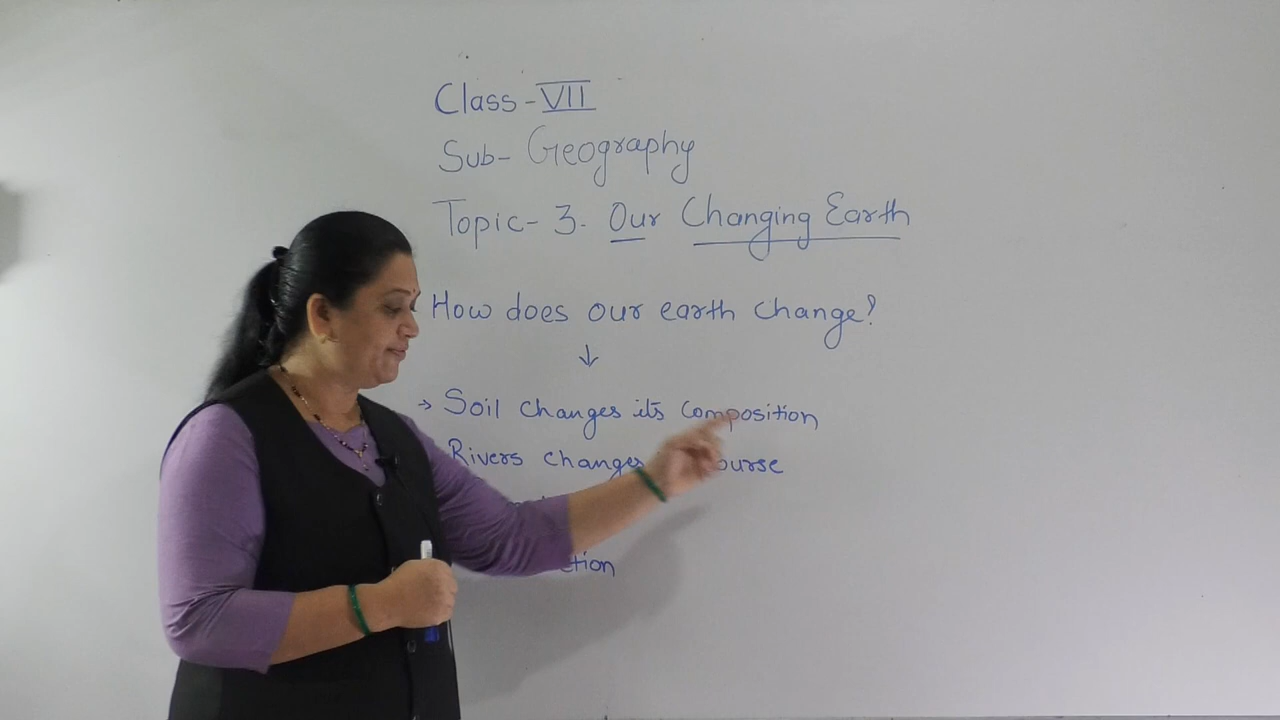 Class - VII
Sub- Geography
Topic- 3. Our Changing Earth
How does our earth change?
↓
→ Soil changes its composition
Rivers changes